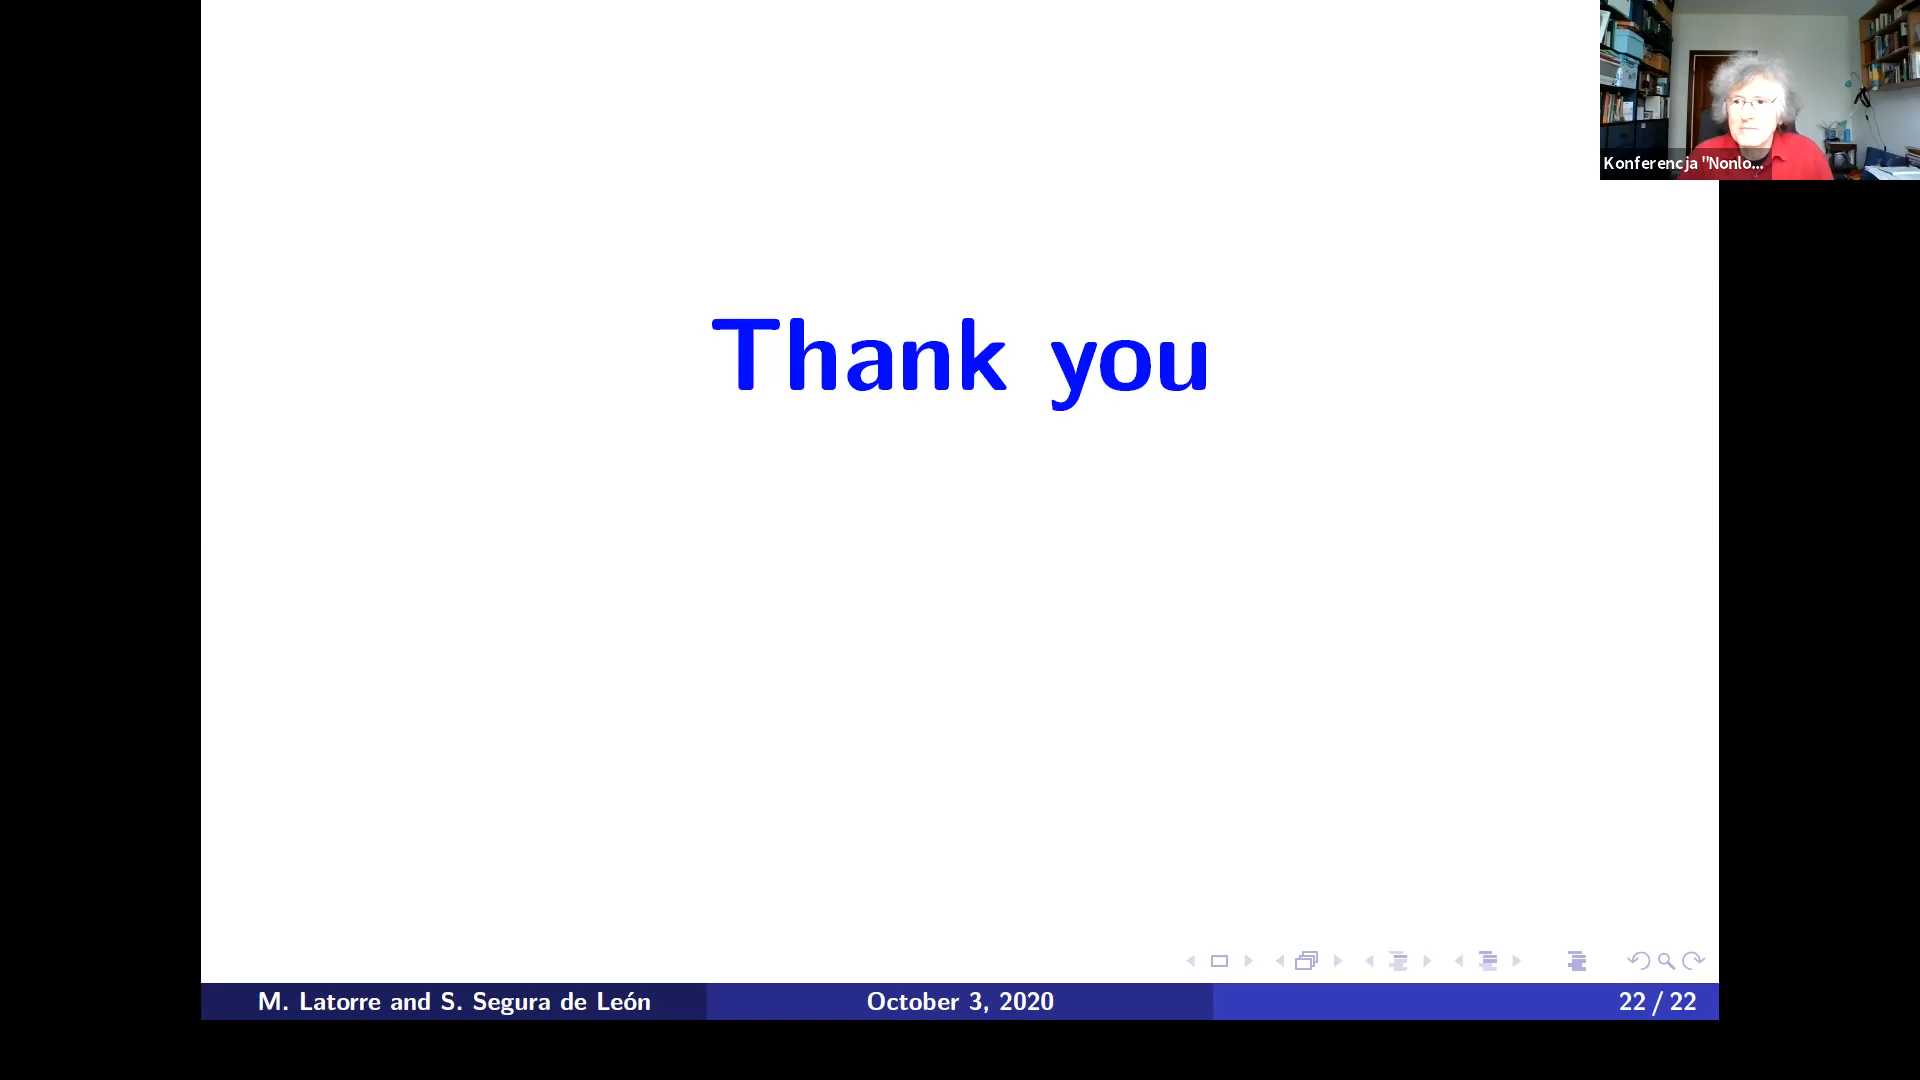 Konferencja "Nonlo...
Thank you
M. Latorre and S. Segura de León
October 3, 2020
22 / 22